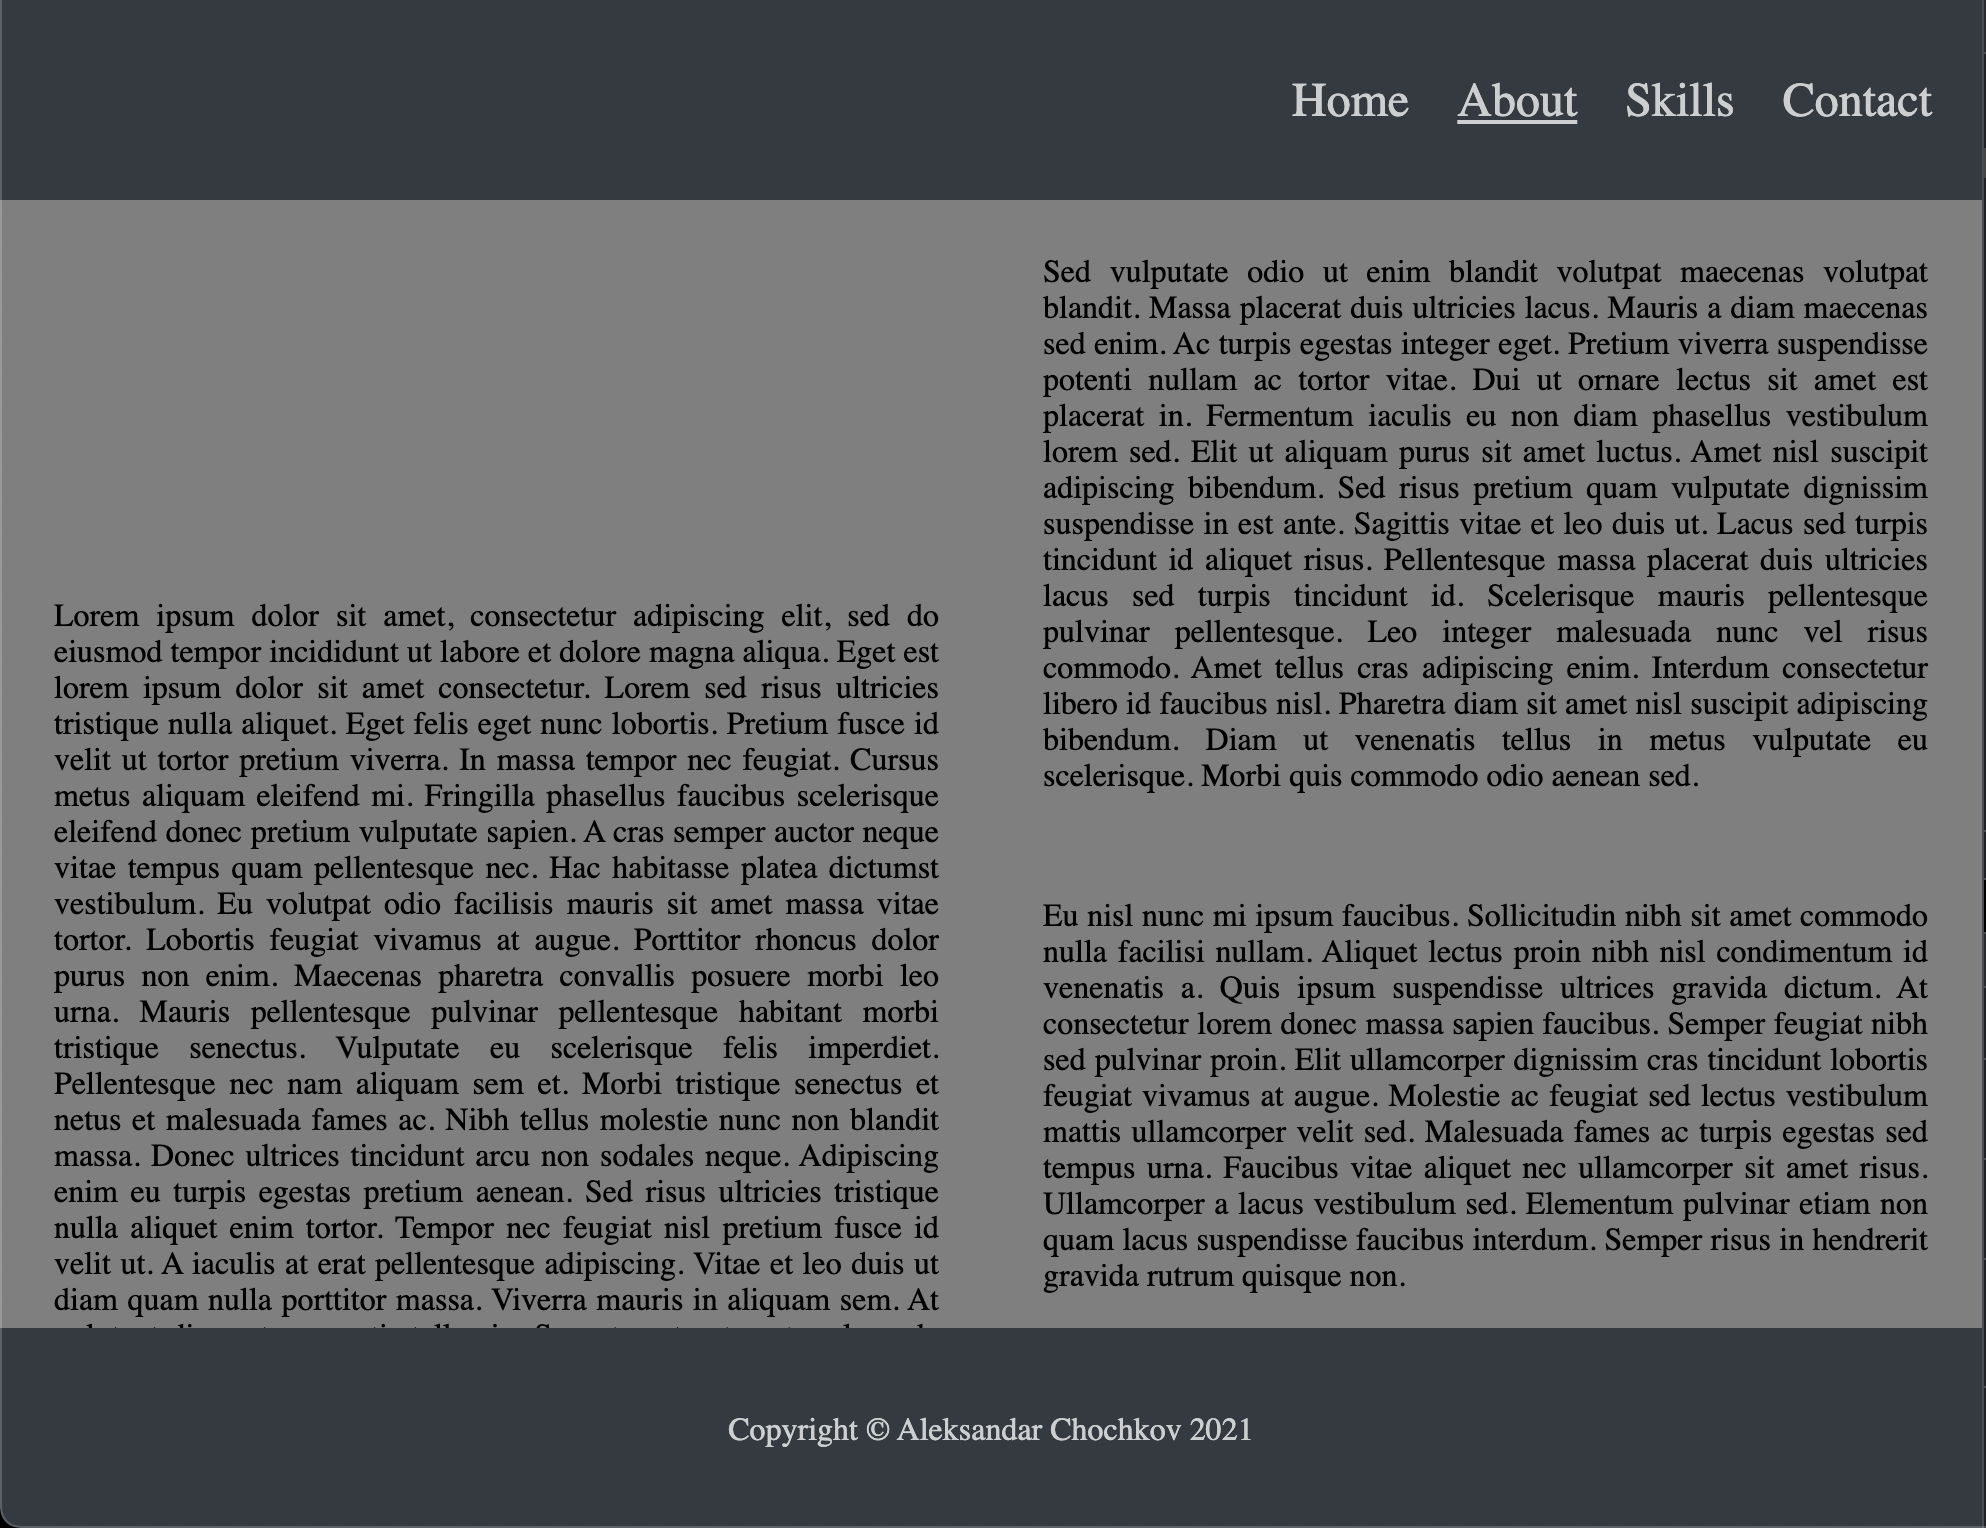 Home About Skills Contact
Lorem ipsum dolor sit amet, consectetur adipiscing elit, sed do
eiusmod tempor incididunt ut labore et dolore magna aliqua. Eget est
lorem ipsum dolor sit amet consectetur. Lorem sed risus ultricies
tristique nulla aliquet. Eget felis eget nunc lobortis. Pretium fusce id
velit ut tortor pretium viverra. In massa tempor nec feugiat. Cursus
metus aliquam eleifend mi. Fringilla phasellus faucibus scelerisque
eleifend donec pretium vulputate sapien. A cras semper auctor neque
vitae tempus quam pellentesque nec. Hac habitasse platea dictumst
vestibulum. Eu volutpat odio facilisis mauris sit amet massa vitae
tortor. Lobortis feugiat vivamus at augue. Porttitor rhoncus dolor
purus non enim. Maecenas pharetra convallis posuere morbi leo
urna. Mauris pellentesque pulvinar pellentesque habitant morbi
tristique senectus. Vulputate eu scelerisque felis imperdiet.
Pellentesque nec nam aliquam sem et. Morbi tristique senectus et
netus et malesuada fames ac. Nibh tellus molestie nunc non blandit
massa. Donec ultrices tincidunt arcu non sodales neque. Adipiscing
enim eu turpis egestas pretium aenean. Sed risus ultricies tristique
nulla aliquet enim tortor. Tempor nec feugiat nisl pretium fusce id
velit ut. A iaculis at erat pellentesque adipiscing. Vitae et leo duis ut
diam quam nulla porttitor massa. Viverra mauris in aliquam sem. At
Sed vulputate odio ut enim blandit volutpat maecenas volutpat
blandit. Massa placerat duis ultricies lacus. Mauris a diam maecenas
sed enim. Ac turpis egestas integer eget. Pretium viverra suspendisse
potenti nullam ac tortor vitae. Dui ut ornare lectus sit amet est
placerat in. Fermentum iaculis eu non diam phasellus vestibulum
lorem sed. Elit ut aliquam purus sit amet luctus. Amet nisl suscipit
adipiscing bibendum. Sed risus pretium quam vulputate dignissim
suspendisse in est ante. Sagittis vitae et leo duis ut. Lacus sed turpis
tincidunt id aliquet risus. Pellentesque massa placerat duis ultricies
lacus sed turpis tincidunt id. Scelerisque mauris pellentesque
pulvinar pellentesque. Leo integer malesuada nunc vel risus
commodo. Amet tellus cras adipiscing enim. Interdum consectetur
libero id faucibus nisl. Pharetra diam sit amet nisl suscipit adipiscing
bibendum. Diam ut venenatis tellus in metus vulputate eu
scelerisque. Morbi quis commodo odio aenean sed.
Eu nisl nunc mi ipsum faucibus. Sollicitudin nibh sit amet commodo
nulla facilisi nullam. Aliquet lectus proin nibh nisl condimentum id
venenatis a. Quis ipsum suspendisse ultrices gravida dictum. At
consectetur lorem donec massa sapien faucibus. Semper feugiat nibh
sed pulvinar proin. Elit ullamcorper dignissim cras tincidunt lobortis
feugiat vivamus at augue. Molestie ac feugiat sed lectus vestibulum
mattis ullamcorper velit sed. Malesuada fames ac turpis egestas sed
tempus urna. Faucibus vitae aliquet nec ullamcorper sit amet risus.
Ullamcorper a lacus vestibulum sed. Elementum pulvinar etiam non
quam lacus suspendisse faucibus interdum. Semper risus in hendrerit
gravida rutrum quisque non.
Copyright © Aleksandar Chochkov 2021